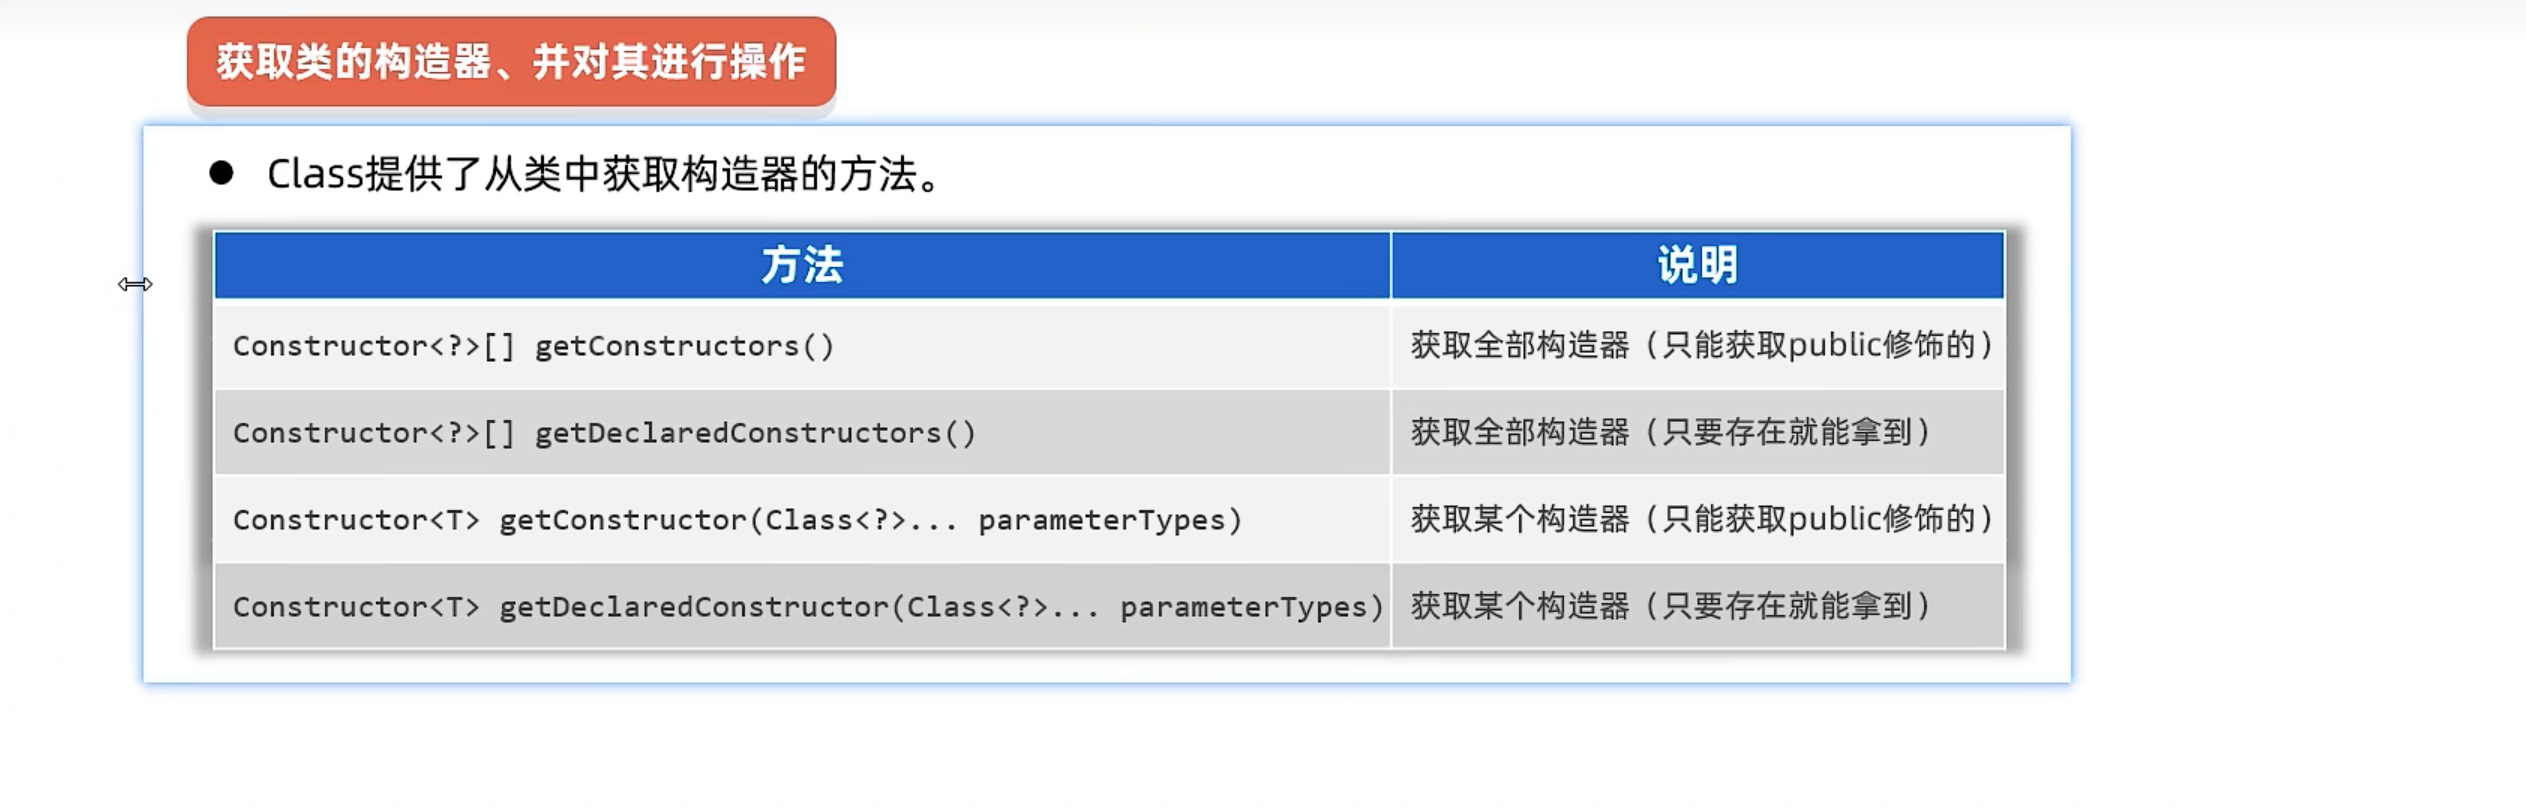 获取类的构造器、并对其进行操作
● Class提供了从类中获取构造器的方法。
方法 说明
Constructor<?>[] getConstructors() 获取全部构造器（只能获取public修饰的）
Constructor<?>[] getDeclaredConstructors() 获取全部构造器（只要存在就能拿到）
Constructor<T> getConstructor(Class<?>... parameterTypes) 获取某个构造器（只能获取public修饰的）
Constructor<T> getDeclaredConstructor(Class<?>... parameterTypes) 获取某个构造器（只要存在就能拿到）